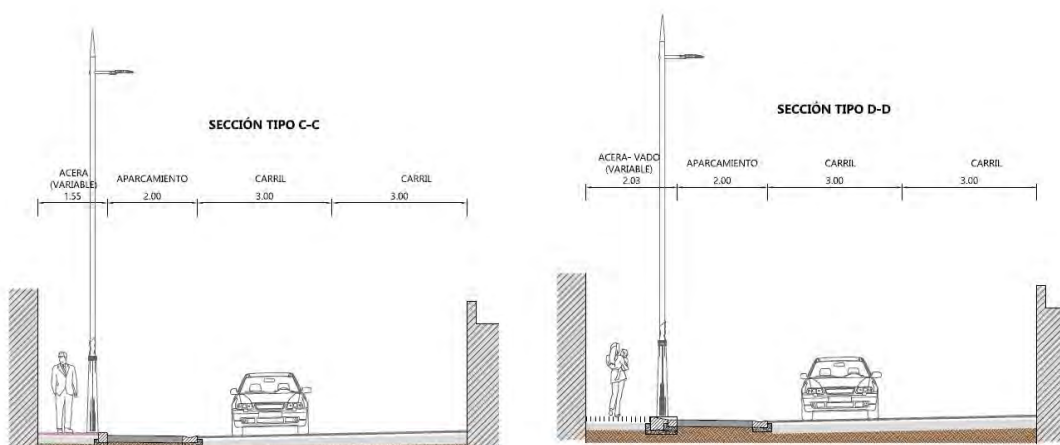 SECCIÓN TIPO C-C
ACERA
(VARIABLE)
1.55
APARCAMIENTO
2.00
CARRIL
3.00
CARRIL
3.00
SECCIÓN TIPO D-D
ACERA- VADO
(VARIABLE)
2.03
APARCAMIENTO
2.00
CARRIL
3.00
CARRIL
3.00